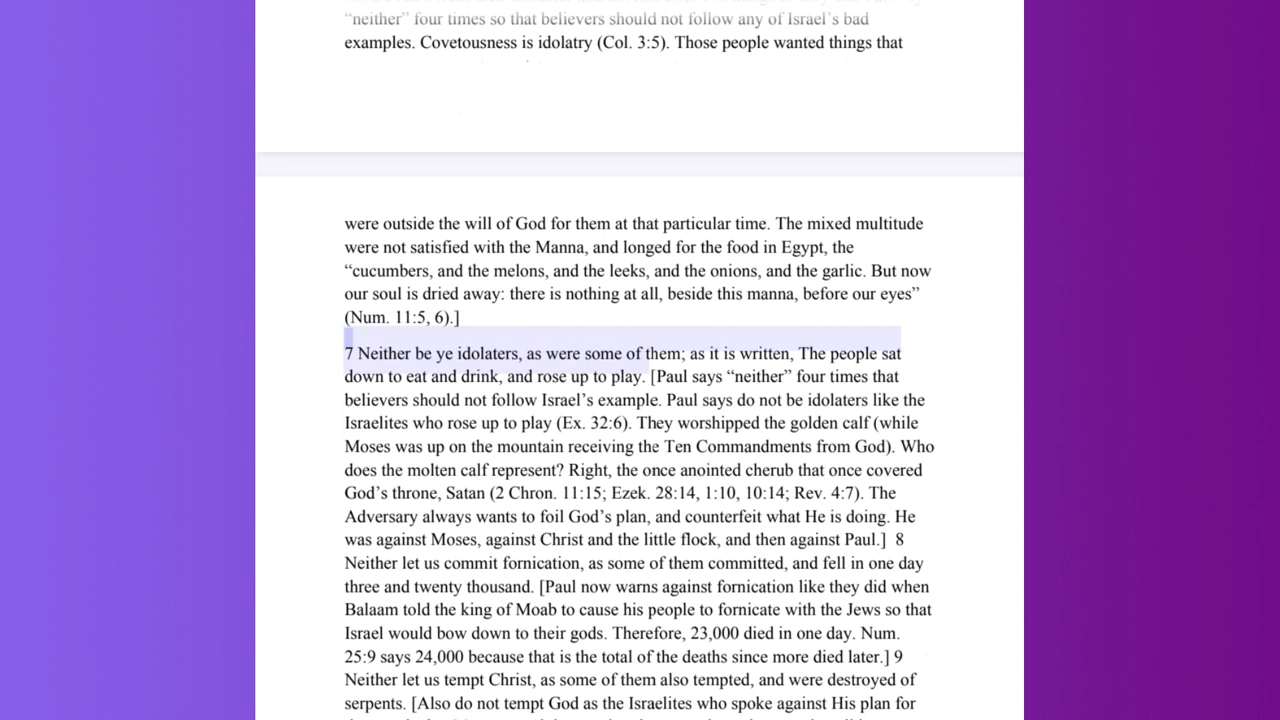 “neither” four times so that believers should not follow any of Israel’s bad
examples. Covetousness is idolatry (Col. 3:5). Those people wanted things that
were outside the will of God for them at that particular time. The mixed multitude
were not satisfied with the Manna, and longed for the food in Egypt, the
“cucumbers, and the melons, and the leeks, and the onions, and the garlic. But now
our soul is dried away: there is nothing at all, beside this manna, before our eyes”
(Num. 11:5, 6).]
7 Neither be ye idolaters, as were some of them; as it is written, The people sat
down to eat and drink, and rose up to play. [Paul says “neither” four times that
believers should not follow Israel’s example. Paul says do not be idolaters like the
Israelites who rose up to play (Ex. 32:6). They worshipped the golden calf (while
Moses was up on the mountain receiving the Ten Commandments from God). Who
does the molten calf represent? Right, the once anointed cherub that once covered
God’s throne, Satan (2 Chron. 11:15; Ezek. 28:14, 1:10, 10:14; Rev. 4:7). The
Adversary always wants to foil God’s plan, and counterfeit what He is doing. He
was against Moses, against Christ and the little flock, and then against Paul.] 8
Neither let us commit fornication, as some of them committed, and fell in one day
three and twenty thousand. [Paul now warns against fornication like they did when
Balaam told the king of Moab to cause his people to fornicate with the Jews so that
Israel would bow down to their gods. Therefore, 23,000 died in one day. Num.
25:9 says 24,000 because that is the total of the deaths since more died later.] 9
Neither let us tempt Christ, as some of them also tempted, and were destroyed of
serpents. [Also do not tempt God as the Israelites who spoke against His plan for